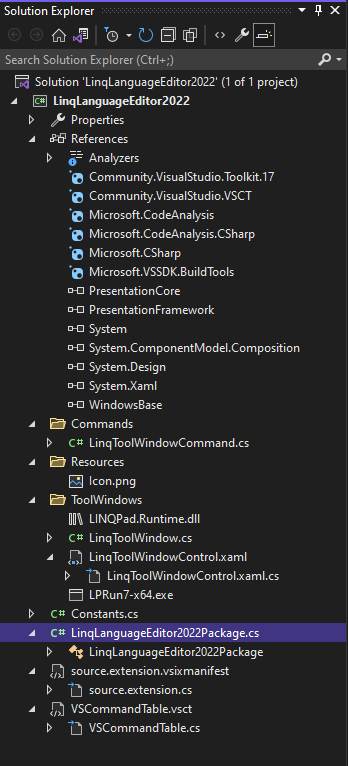 Solution Explorer
Search Solution Explorer (Ctrl+;)
Solution 'LinqLanguageEditor2022' (1 of 1 project)
LinqLanguageEditor2022
Properties
References
Analyzers
Community.VisualStudio.Toolkit.17
Community.VisualStudio.VSCT
Microsoft.CodeAnalysis
Microsoft.CodeAnalysis.CSharp
Microsoft.CSharp
Microsoft.VSSDK.BuildTools
PresentationCore
PresentationFramework
System
System.ComponentModel.Composition
System.Design
System.Xaml
WindowsBase
Commands
LinqToolWindowCommand.cs
Resources
Icon.png
ToolWindows
LINQPad.Runtime.dll
LinqToolWindow.cs
LinqToolWindowControl.xaml
LinqToolWindowControl.xaml.cs
LPRun7-x64.exe
C# Constants.cs
C# LinqLanguageEditor2022Package.cs
LinqLanguageEditor2022Package
source.extension.vsixmanifest
source.extension.cs
VSCommandTable.vsct
VSCommandTable.cs